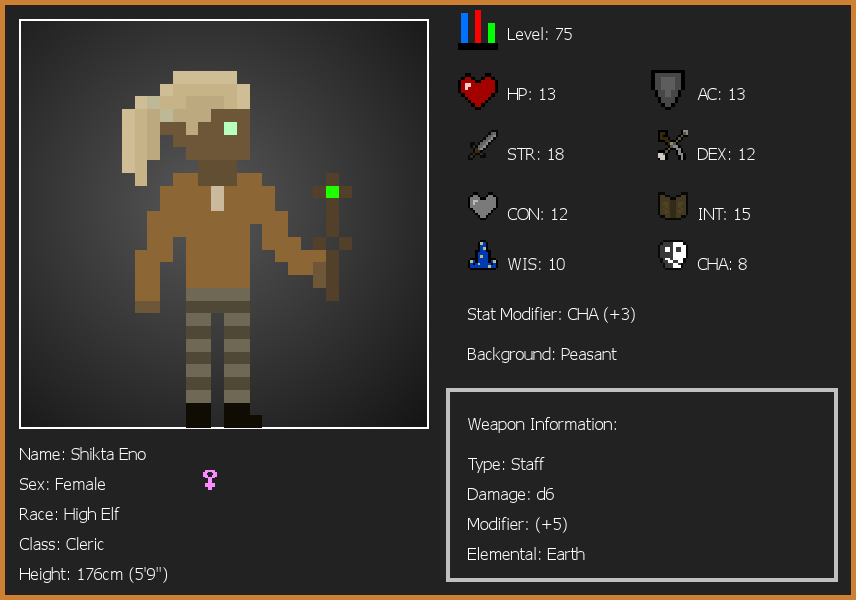 Level: 75
HP: 13
AC: 13
STR: 18
DEX: 12
CON: 12
INT: 15
WIS: 10
CHA: 8
Stat Modifier: CHA (+3)
Background: Peasant
Weapon Information:
Type: Staff
Damage: d6
Modifier: (+5)
Elemental: Earth
Name: Shikta Eno
Sex: Female
Race: High Elf
Class: Cleric
Height: 176cm (5'9")